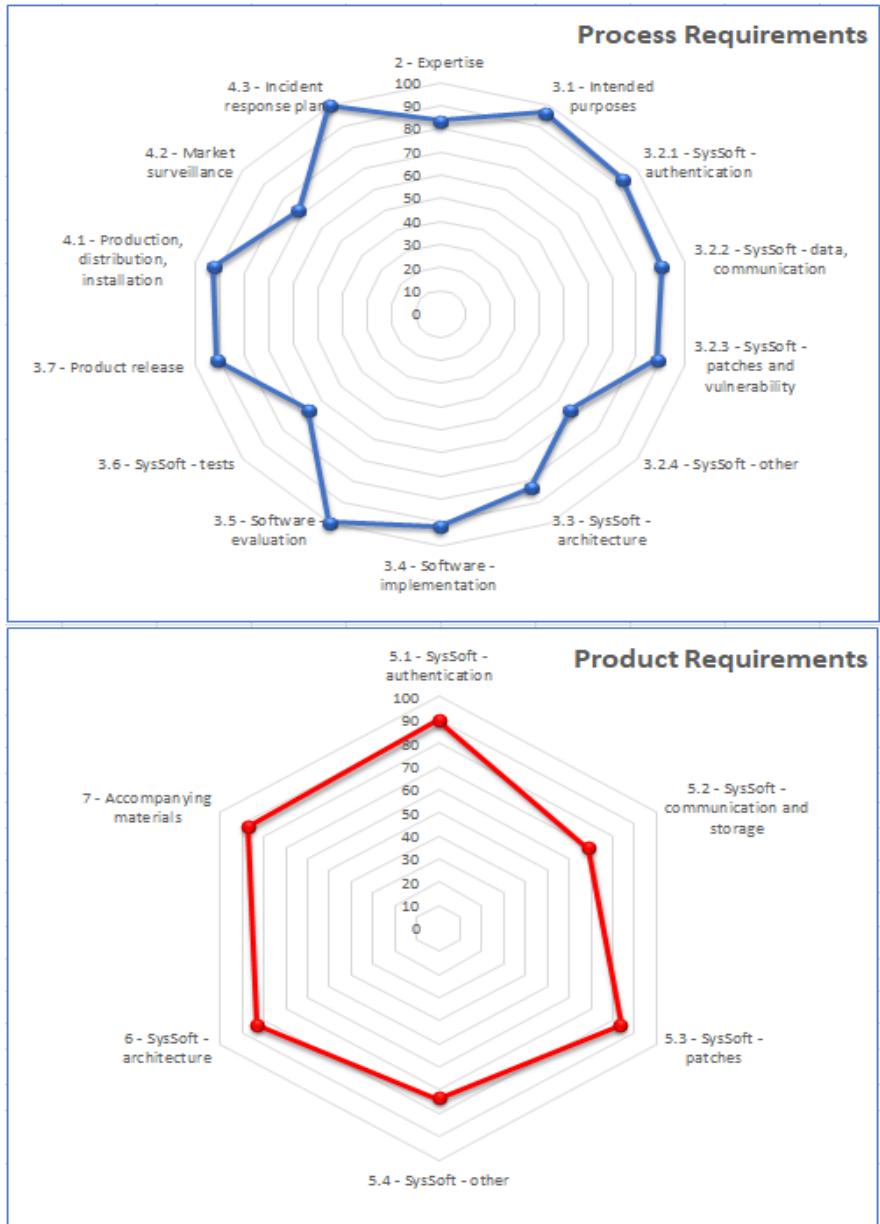 Process Requirements
2 - Expertise
4.3 - Incident
response plan
3.1 - Intended
purposes
100
90
80
70
60
50
40
30
20
10
0
4.2 - Market
surveillance
3.2.1 - SysSoft -
authentication
4.1 - Production,
distribution,
installation
3.2.2 - SysSoft - data,
communication
3.7 - Product release
3.2.3 - SysSoft -
patches and
vulnerability
3.6 - SysSoft - tests
3.2.4 - SysSoft - other
3.5 - Software -
evaluation
3.3 - SysSoft -
architecture
3.4 - Software -
implementation
Product Requirements
5.1 - SysSoft -
authentication
100
90
80
70
60
50
40
30
20
10
0
7 - Accompanying
materials
5.2 - SysSoft -
communication and
storage
6 - SysSoft -
architecture
5.3 - SysSoft -
patches
5.4 - SysSoft - other